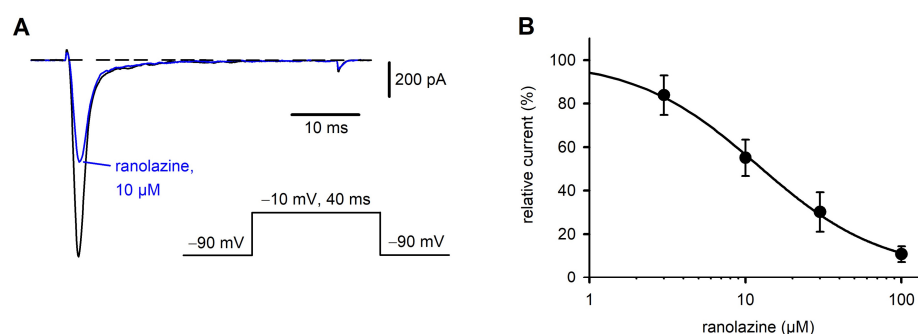 A
200 pA
10 ms
ranolazine,
10 µM
−10 mV, 40 ms
−90 mV
−90 mV
B
relative current (%)
100
80
60
40
20
0
1
10
100
ranolazine (µM)